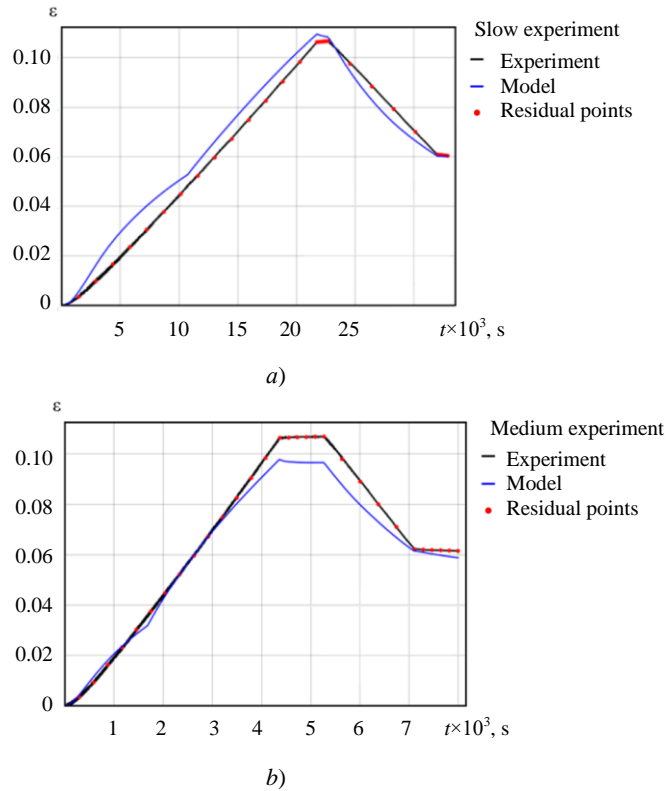 ε
0.10
0.08
0.06
0.04
0.02
0
5 10 15 20 25 t×10³, s
Slow experiment
Experiment
Model
Residual points
a)
ε
0.10
0.08
0.06
0.04
0.02
0
1 2 3 4 5 6 7 t×10³, s
Medium experiment
Experiment
Model
Residual points
b)